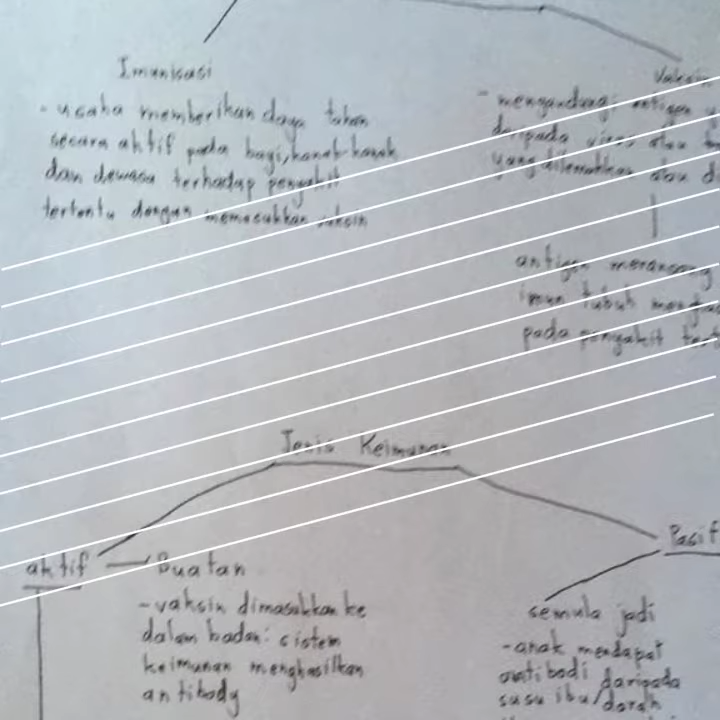 Imunisasi
- usaha memberikan daya tahan
secara aktif pada bayi, kanak-kanak
dan dewasa terhadap penyakit
tertentu dengan memasukkan vaksin
Vaksin
- mengandungi antigen
daripada virus atau
yang dilemahkan atau
antigen
imun tubuh
pada penyakit
Jenis Keimunan
aktif
Buatan
- vaksin dimasukkan ke
dalam badan: sistem
keimunan menghasilkan
antibody
Pasif
semula jadi
- anak mendapat
antibodi daripada
susu ibu/darah